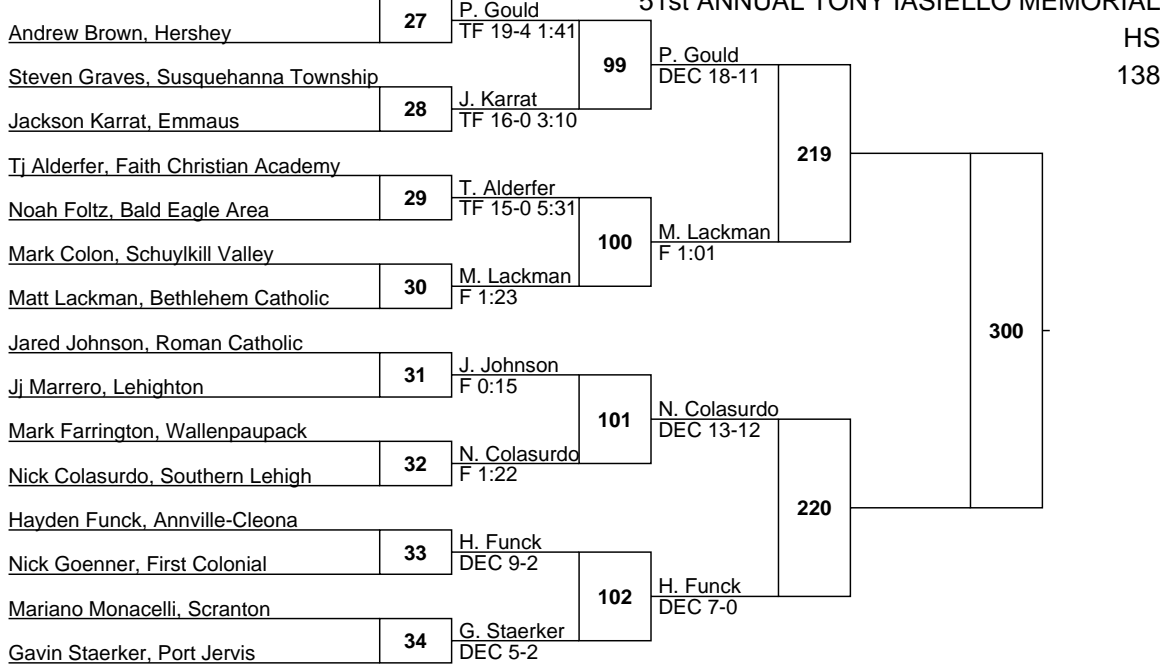 51st ANNUAL TONY IASIELLO MEMORIAL
HS
138
Andrew Brown, Hershey
Steven Graves, Susquehanna Township
Jackson Karrat, Emmaus
Tj Alderfer, Faith Christian Academy
Noah Foltz, Bald Eagle Area
Mark Colon, Schuylkill Valley
Matt Lackman, Bethlehem Catholic
Jared Johnson, Roman Catholic
Jj Marrero, Lehighton
Mark Farrington, Wallenpaupack
Nick Colasurdo, Southern Lehigh
Hayden Funck, Annville-Cleona
Nick Goenner, First Colonial
Mariano Monacelli, Scranton
Gavin Staerker, Port Jervis
27
28
29
30
31
32
33
34
P. Gould
TF 19-4 1:41
J. Karrat
TF 16-0 3:10
T. Alderfer
TF 15-0 5:31
M. Lackman
F 1:23
J. Johnson
F 0:15
N. Colasurdo
F 1:22
H. Funck
DEC 9-2
G. Staerker
DEC 5-2
99
100
101
102
P. Gould
DEC 18-11
M. Lackman
F 1:01
N. Colasurdo
DEC 13-12
H. Funck
DEC 7-0
219
220
300